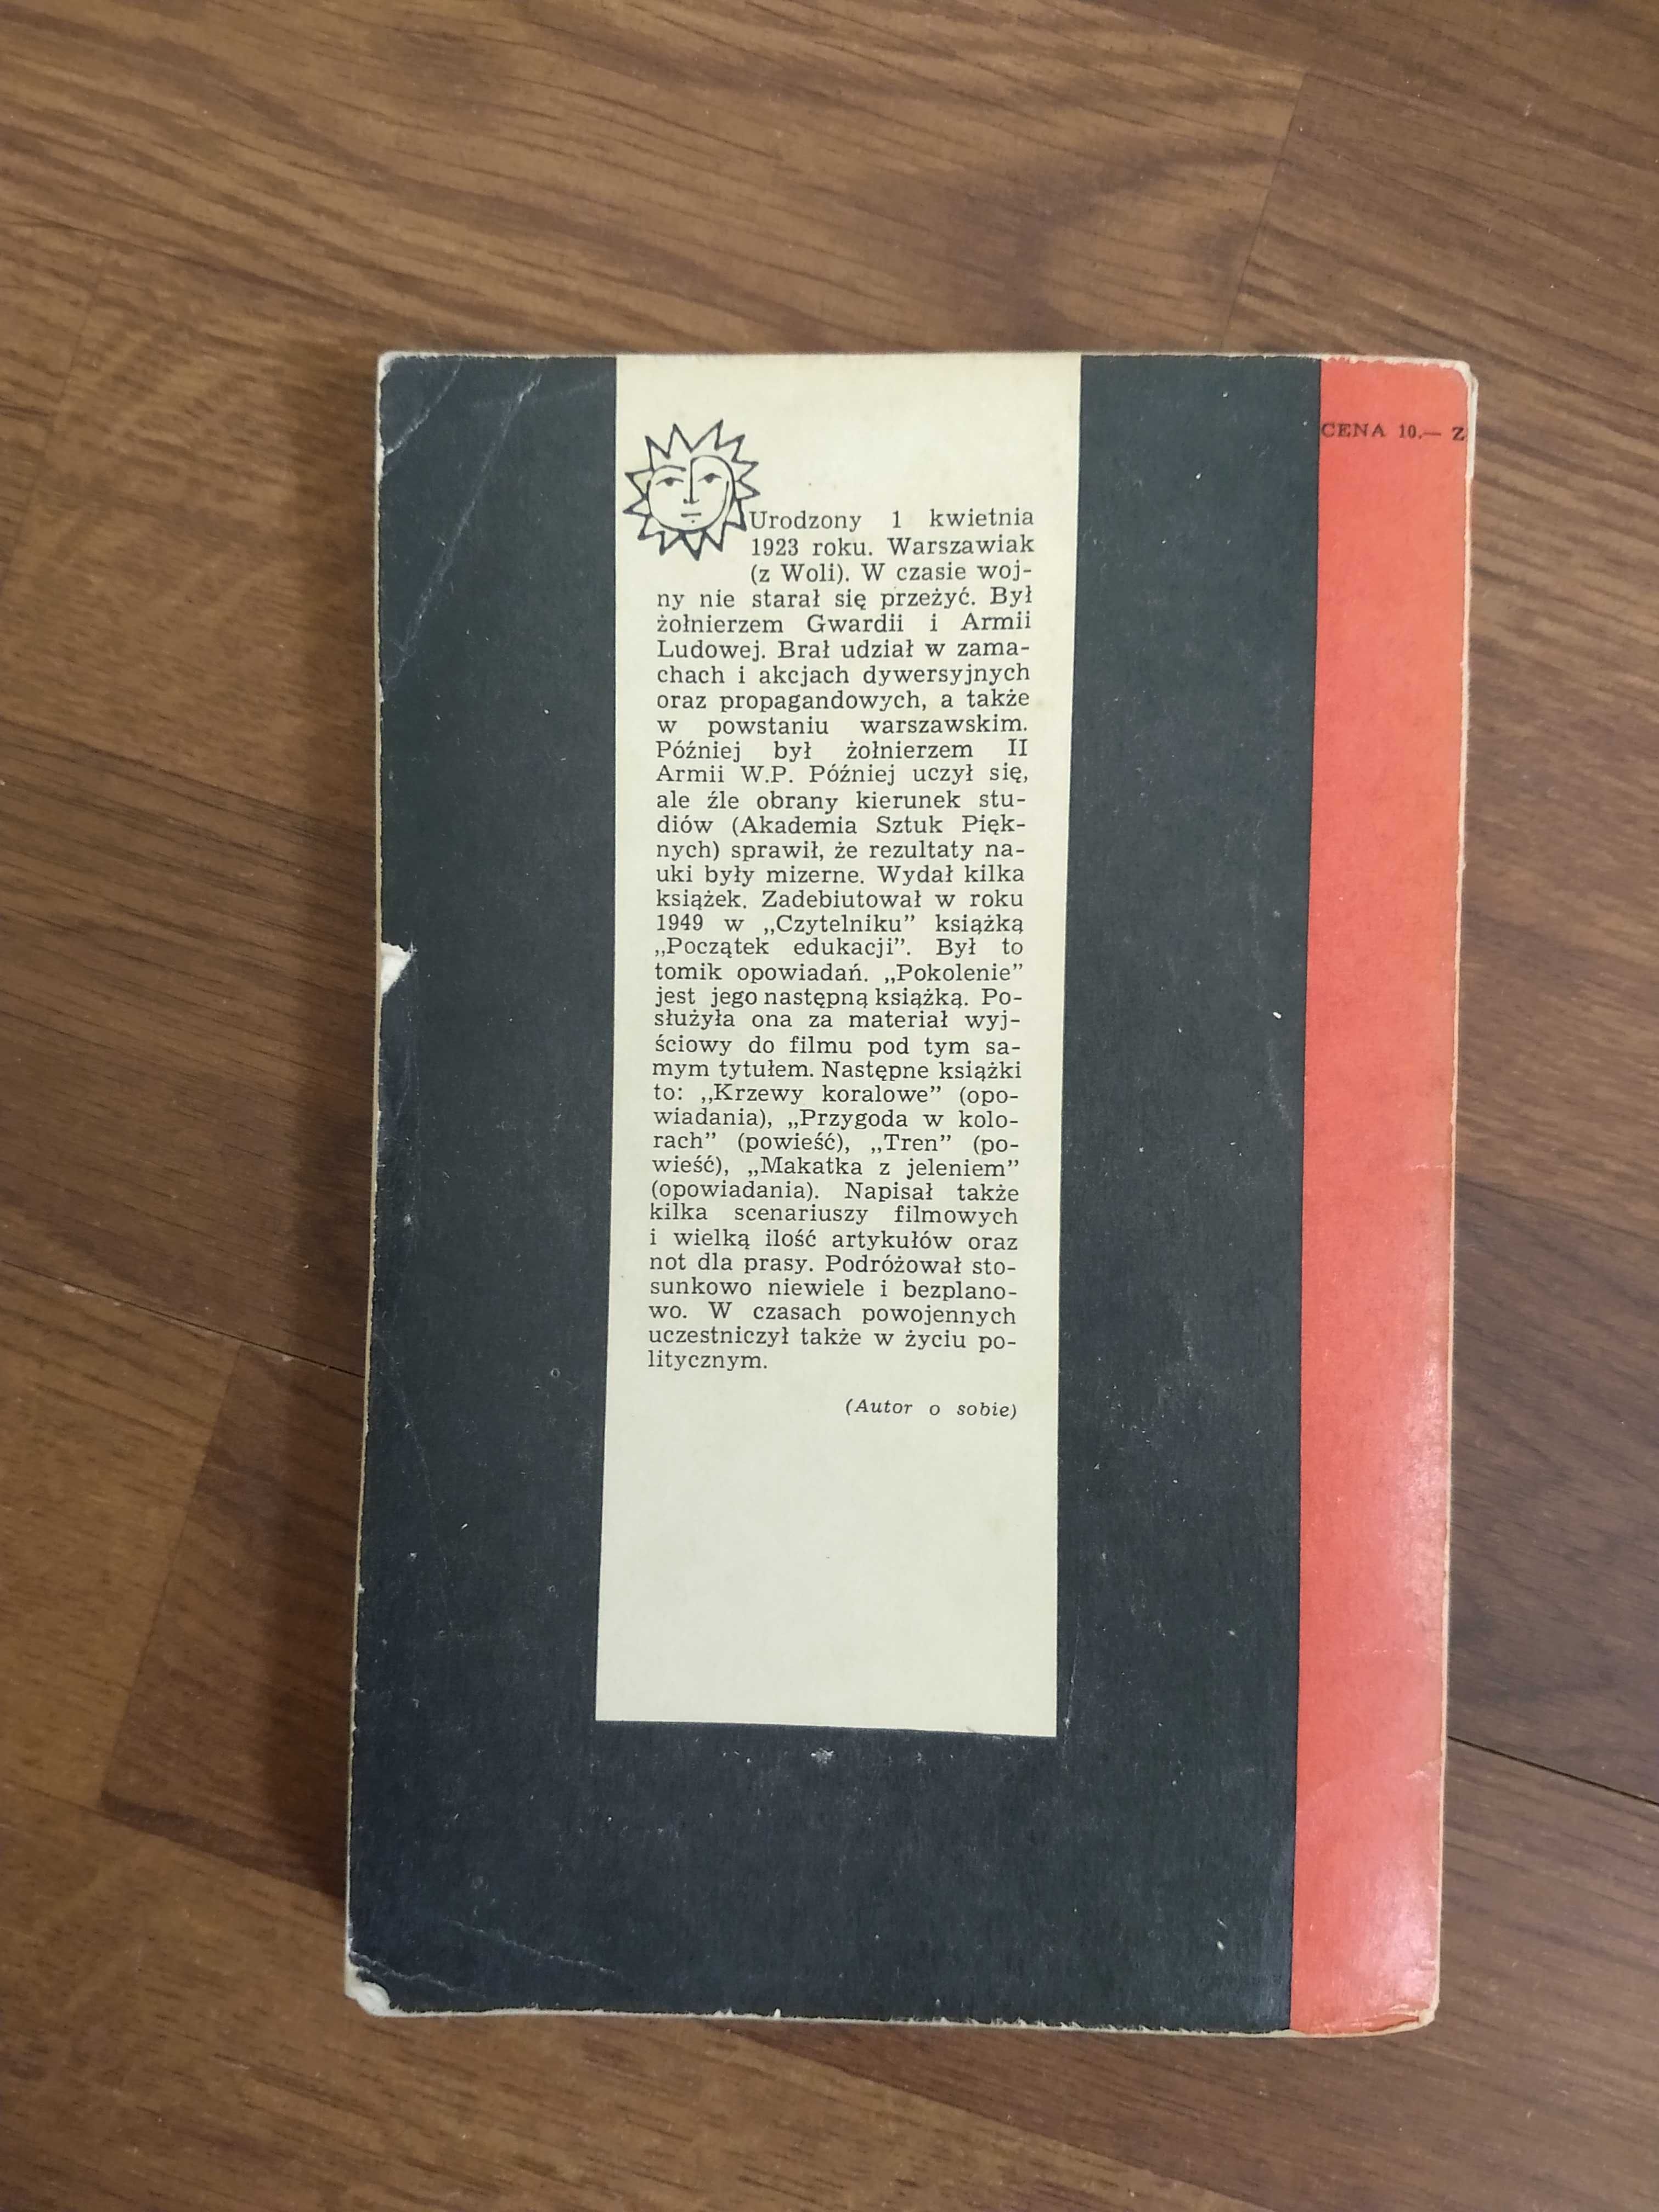 CENA 10.— Z
Urodzony 1 kwietnia
1923 roku. Warszawiak
(z Woli). W czasie woj-
ny nie starał się przeżyć. Był
żołnierzem Gwardii i Armii
Ludowej. Brał udział w zama-
chach i akcjach dywersyjnych
oraz propagandowych, a także
w powstaniu warszawskim.
Później był żołnierzem II
Armii W.P. Później uczył się,
ale źle obrany kierunek stu-
diów (Akademia Sztuk Pięk-
nych) sprawił, że rezultaty na-
uki były mizerne. Wydał kilka
książek. Zadebiutował w roku
1949 w „Czytelniku” książką
„Początek edukacji”. Był to
tomik opowiadań. „Pokolenie”
jest jego następną książką. Po-
służyła ona za materiał wyj-
ściowy do filmu pod tym sa-
mym tytułem. Następne książki
to: „Krzewy koralowe” (opo-
wiadania), „Przygoda w kolo-
rach” (powieść), „Tren” (po-
wieść), „Makatka z jeleniem”
(opowiadania). Napisał także
kilka scenariuszy filmowych
i wielką ilość artykułów oraz
not dla prasy. Podróżował sto-
sunkowo niewiele i bezplano-
wo. W czasach powojennych
uczestniczył także w życiu po-
litycznym.
(Autor o sobie)